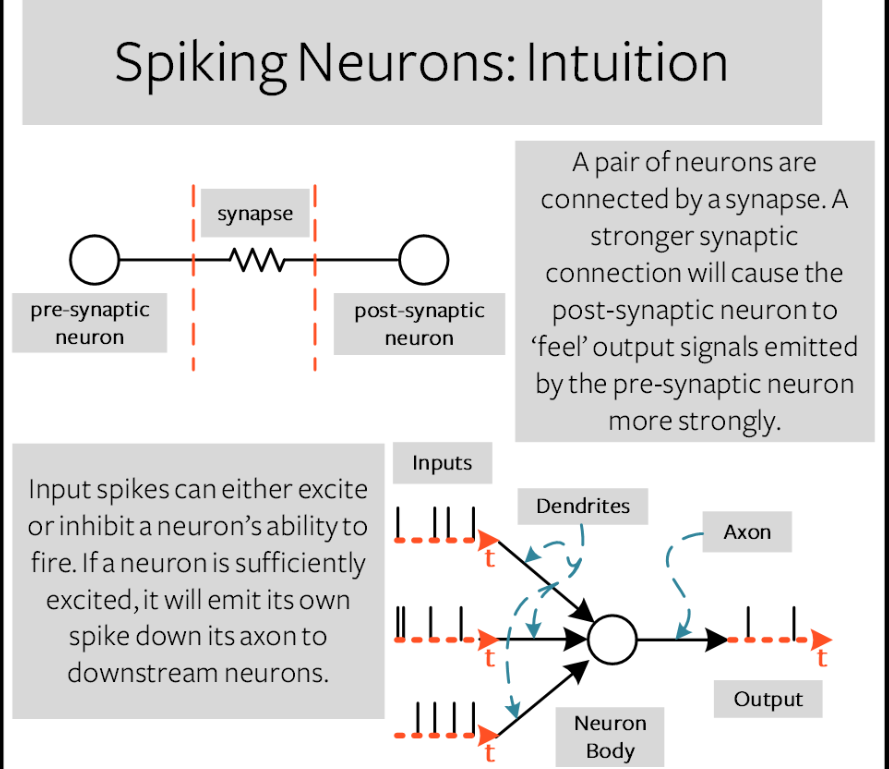 Spiking Neurons: Intuition
synapse
pre-synaptic
neuron
post-synaptic
neuron
A pair of neurons are
connected by a synapse. A
stronger synaptic
connection will cause the
post-synaptic neuron to
‘feel’ output signals emitted
by the pre-synaptic neuron
more strongly.
Input spikes can either excite
or inhibit a neuron’s ability to
fire. If a neuron is sufficiently
excited, it will emit its own
spike down its axon to
downstream neurons.
Inputs
Dendrites
Axon
t
t
t
t
Output
Neuron
Body